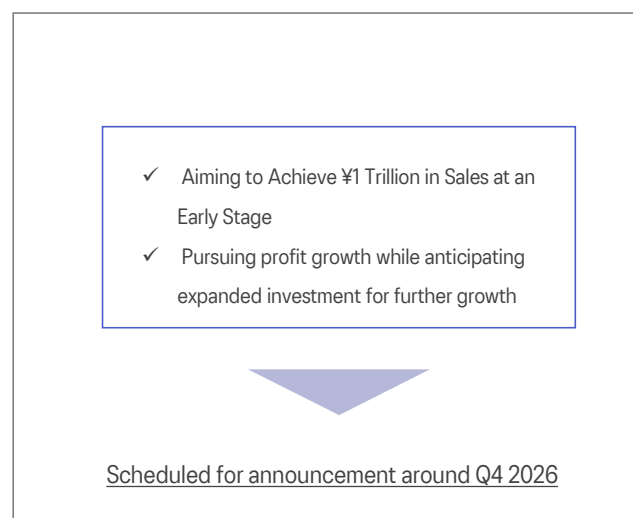 ✓ Aiming to Achieve ¥1 Trillion in Sales at an
Early Stage
✓ Pursuing profit growth while anticipating
expanded investment for further growth
Scheduled for announcement around Q4 2026